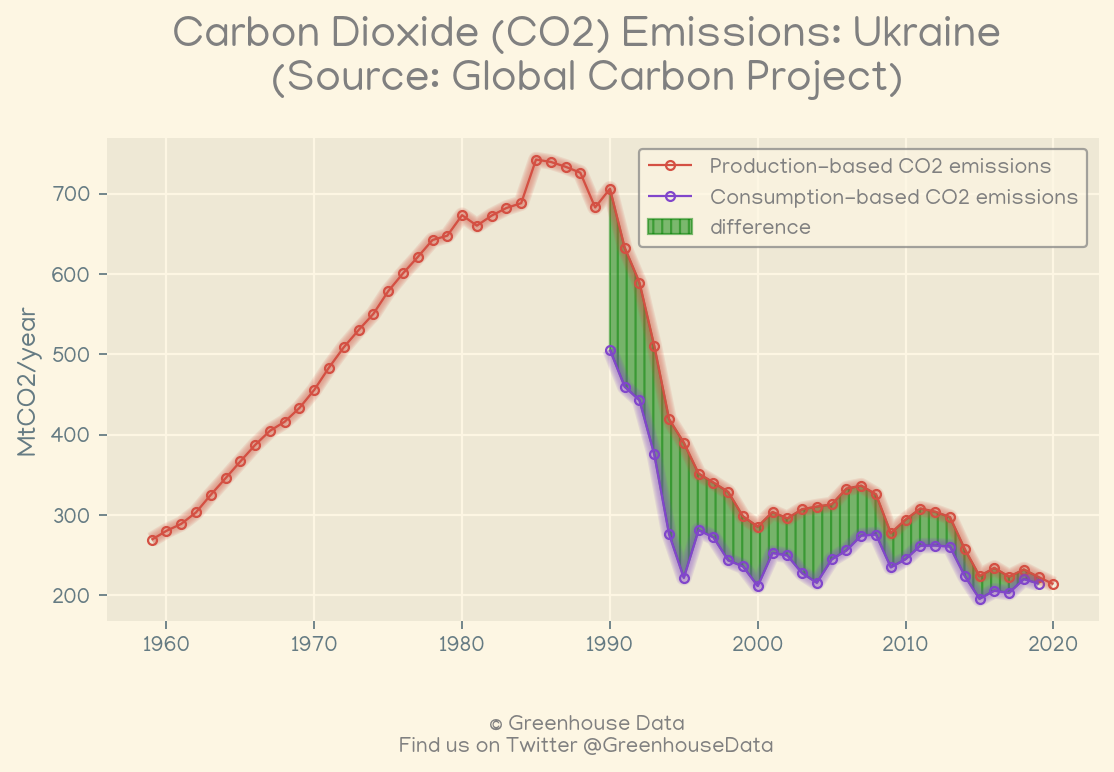 Carbon Dioxide (CO2) Emissions: Ukraine
(Source: Global Carbon Project)
Production-based CO2 emissions
Consumption-based CO2 emissions
difference
MtCO2/year
700
600
500
400
300
200
1960 1970 1980 1990 2000 2010 2020
© Greenhouse Data
Find us on Twitter @GreenhouseData